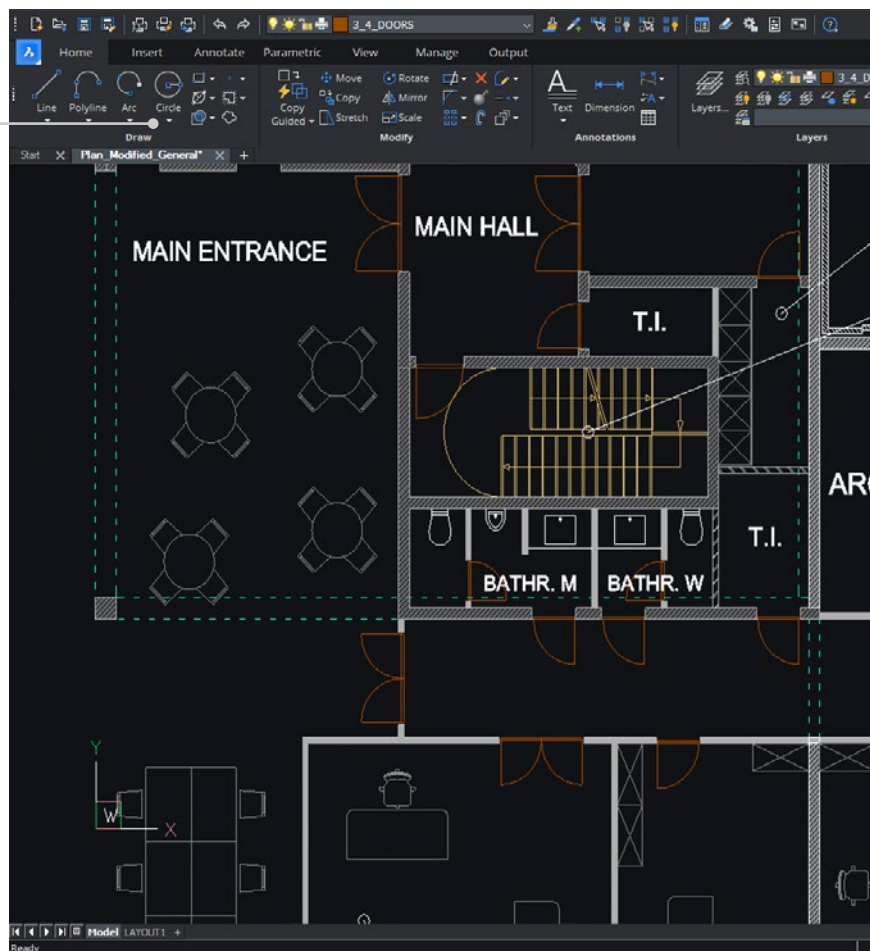 3_4_DOORS
Home Insert Annotate Parametric View Manage Output
Line Polyline Arc Circle
Copy Guided
Move Rotate
Copy Mirror
Stretch Scale
Text Dimension
Layers...
3_4_D
Draw Modify Annotations Layers
Start Plan_Modified_General* +
MAIN ENTRANCE
MAIN HALL
T.I.
ARC
T.I.
BATHR. M BATHR. W
Y
W
X
Model LAYOUT1 +
Ready